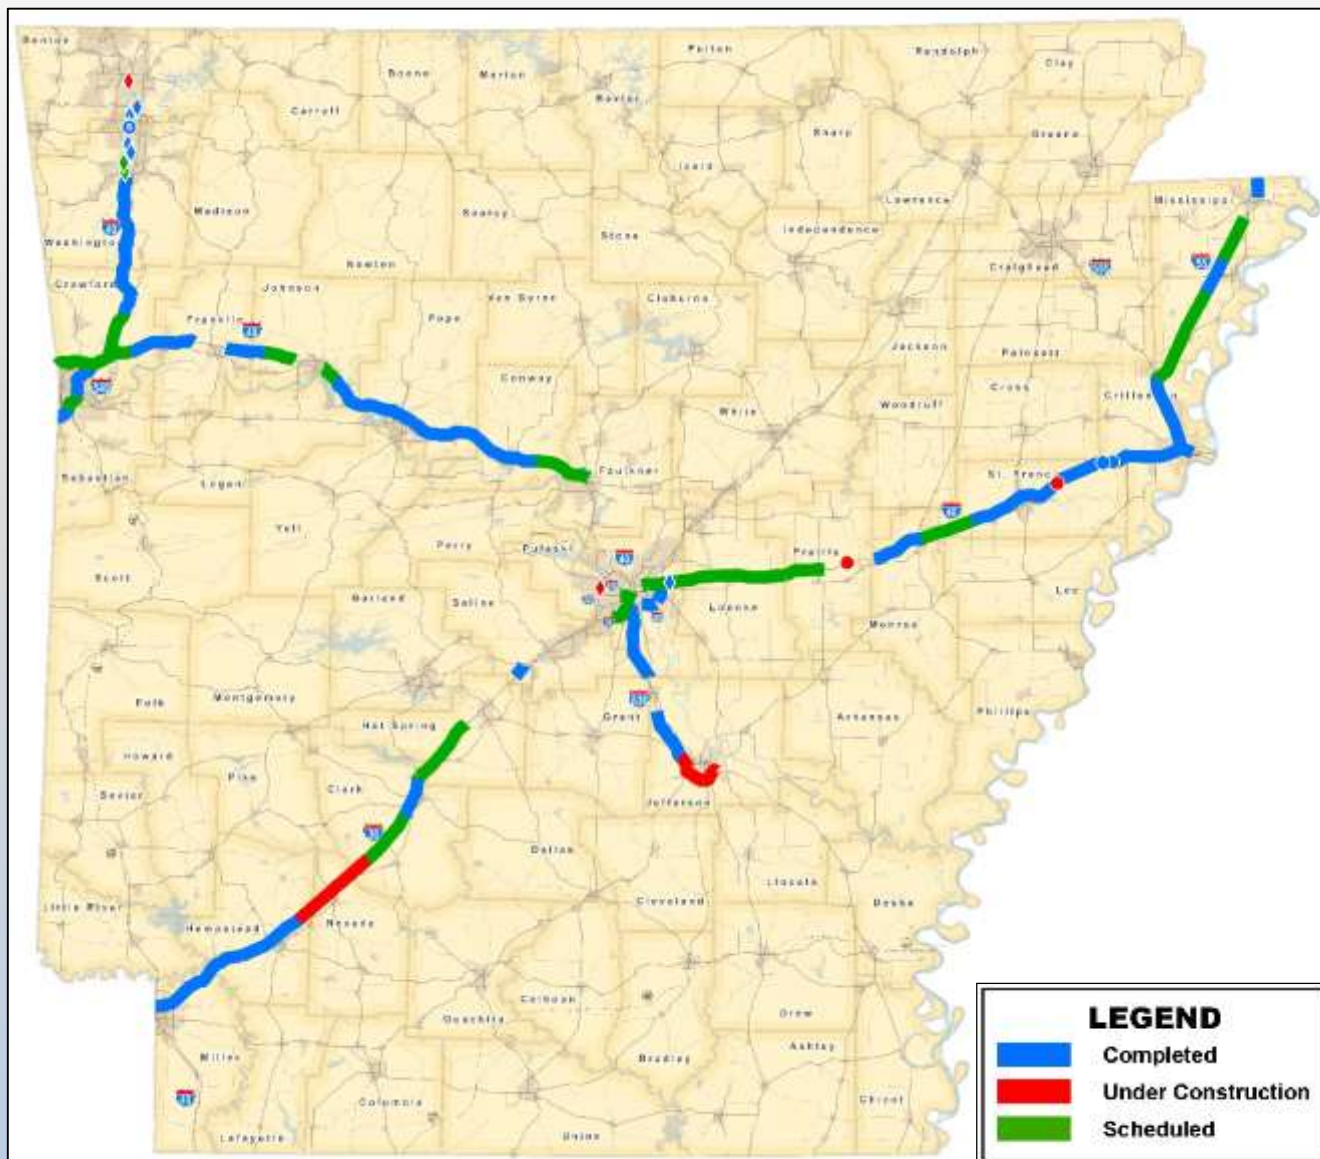 Benton
Boone
Marion
Fulton
Randolph
Clay
Carroll
Baxter
Sharp
Greene
Izard
Lawrence
Mississippi
Madison
Searcy
Stone
Independence
Washington
Newton
Craighead
Crawford
Johnson
Van Buren
Cleburne
Franklin
Pope
Jackson
Poinsett
Conway
White
Woodruff
Cross
Crittenden
Sebastian
Logan
Faulkner
St. Francis
Yell
Perry
Pulaski
Prairie
Scott
Garland
Saline
Lonoke
Lee
Monroe
Polk
Montgomery
Hot Spring
Grant
Arkansas
Phillips
Howard
Pike
Clark
Sevier
Jefferson
Dallas
Lincoln
Desha
Little River
Hempstead
Nevada
Cleveland
Calhoun
Ouachita
Drew
Miller
Bradley
Ashley
Columbia
Chicot
Lafayette
Union
LEGEND
Completed
Under Construction
Scheduled